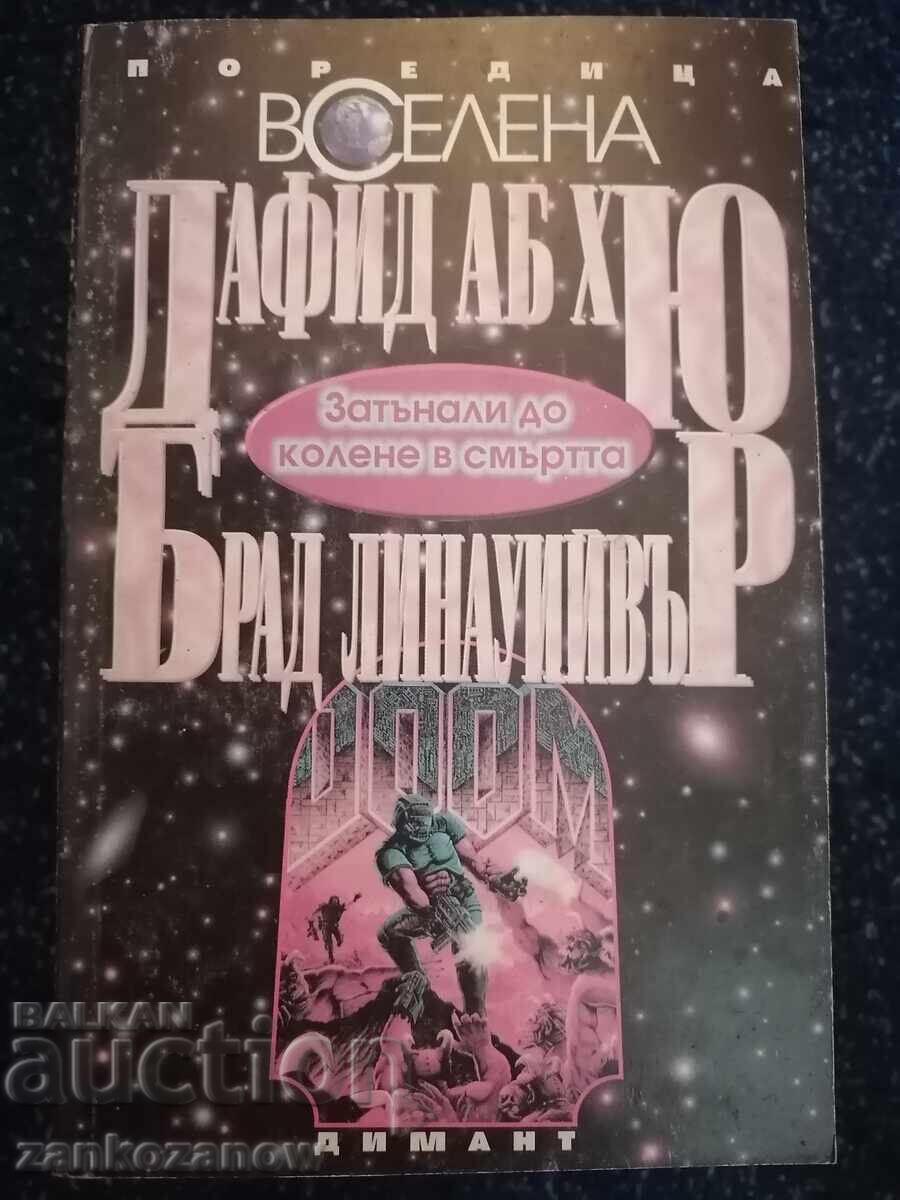 ПОРЕДИЦА
ВСЕЛЕНА
ДАФИД АБ ХЮ
Затънали до
колене в смъртта
БРАД ЛИНАУИЙВЪР
DOOM
ДИМАНТ
BALKAN
auction
zankozanow